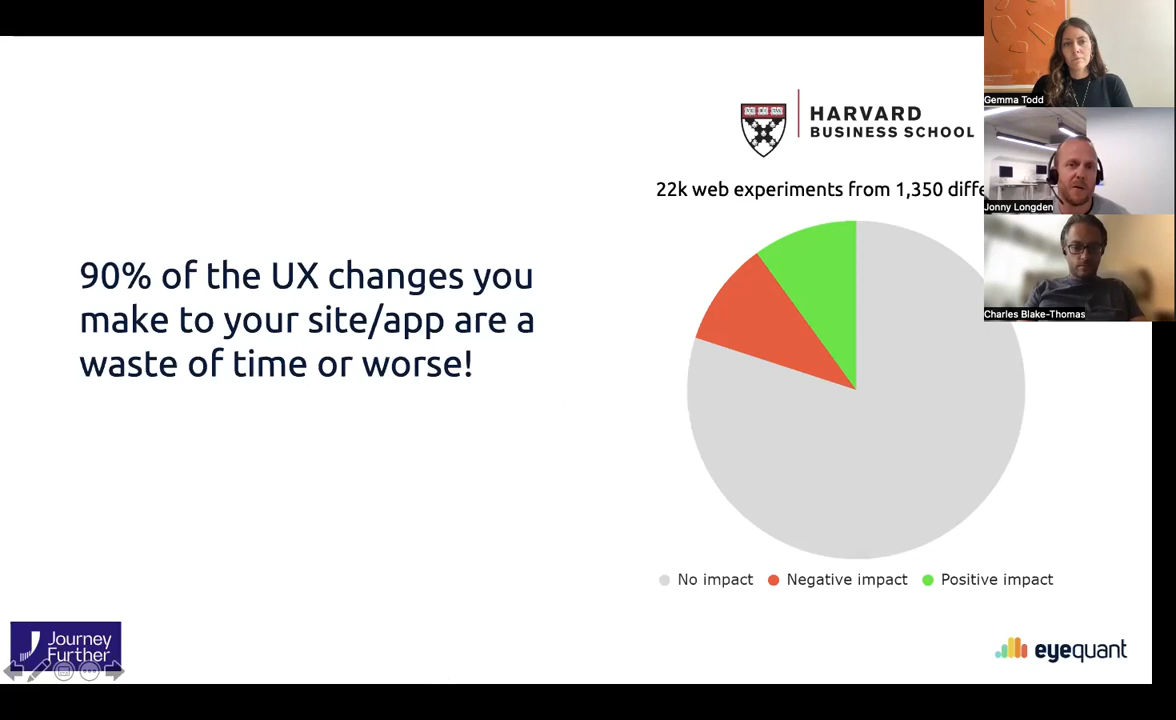 HARVARD
BUSINESS SCHOOL
22k web experiments from 1,350
90% of the UX changes you
make to your site/app are a
waste of time or worse!
No impact
Negative impact
Positive impact
Journey
Further
eyequant
Gemma Todd
Jonny Longden
Charles Blake-Thomas